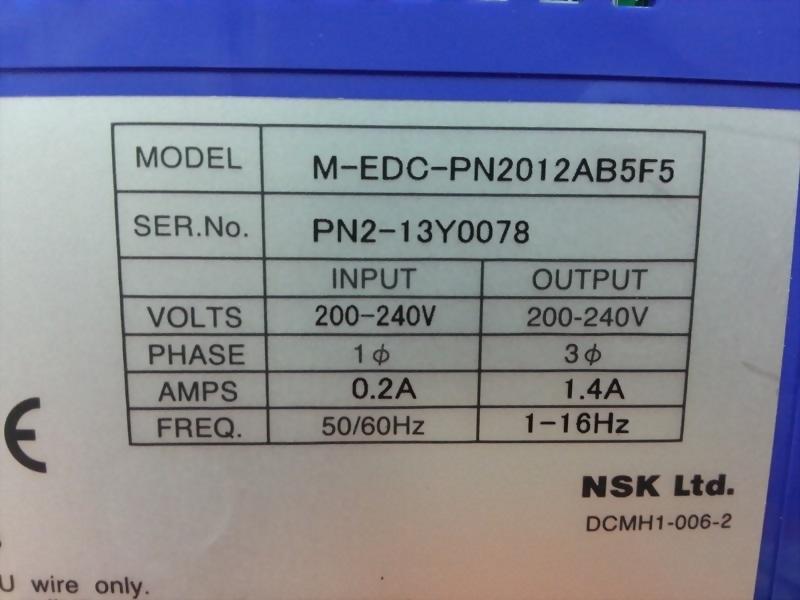 MODEL M-EDC-PN2012AB5F5
SER.No. PN2-13Y0078
INPUT OUTPUT
VOLTS 200-240V 200-240V
PHASE 1φ 3φ
AMPS 0.2A 1.4A
FREQ. 50/60Hz 1-16Hz
CE
NSK Ltd.
DCMH1-006-2
U wire only.